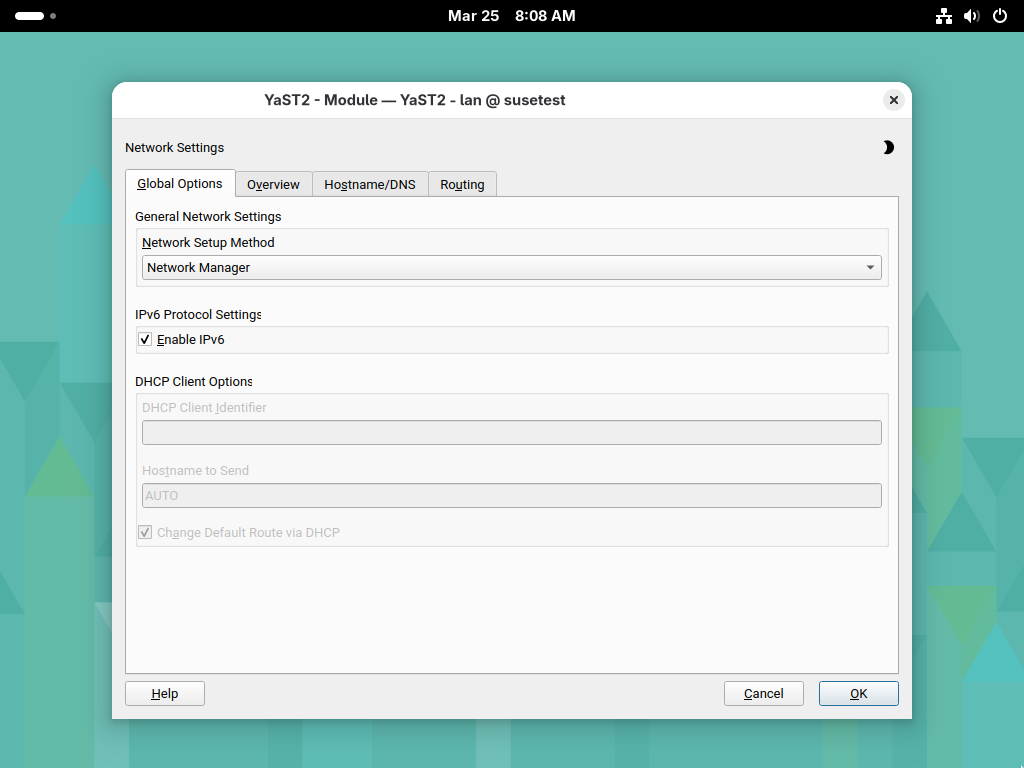 Mar 25 8:08 AM
YaST2 - Module — YaST2 - lan @ susetest
Network Settings
Global Options Overview Hostname/DNS Routing
General Network Settings
Network Setup Method
Network Manager
IPv6 Protocol Settings
Enable IPv6
DHCP Client Options
DHCP Client Identifier
Hostname to Send
AUTO
Change Default Route via DHCP
Help Cancel OK